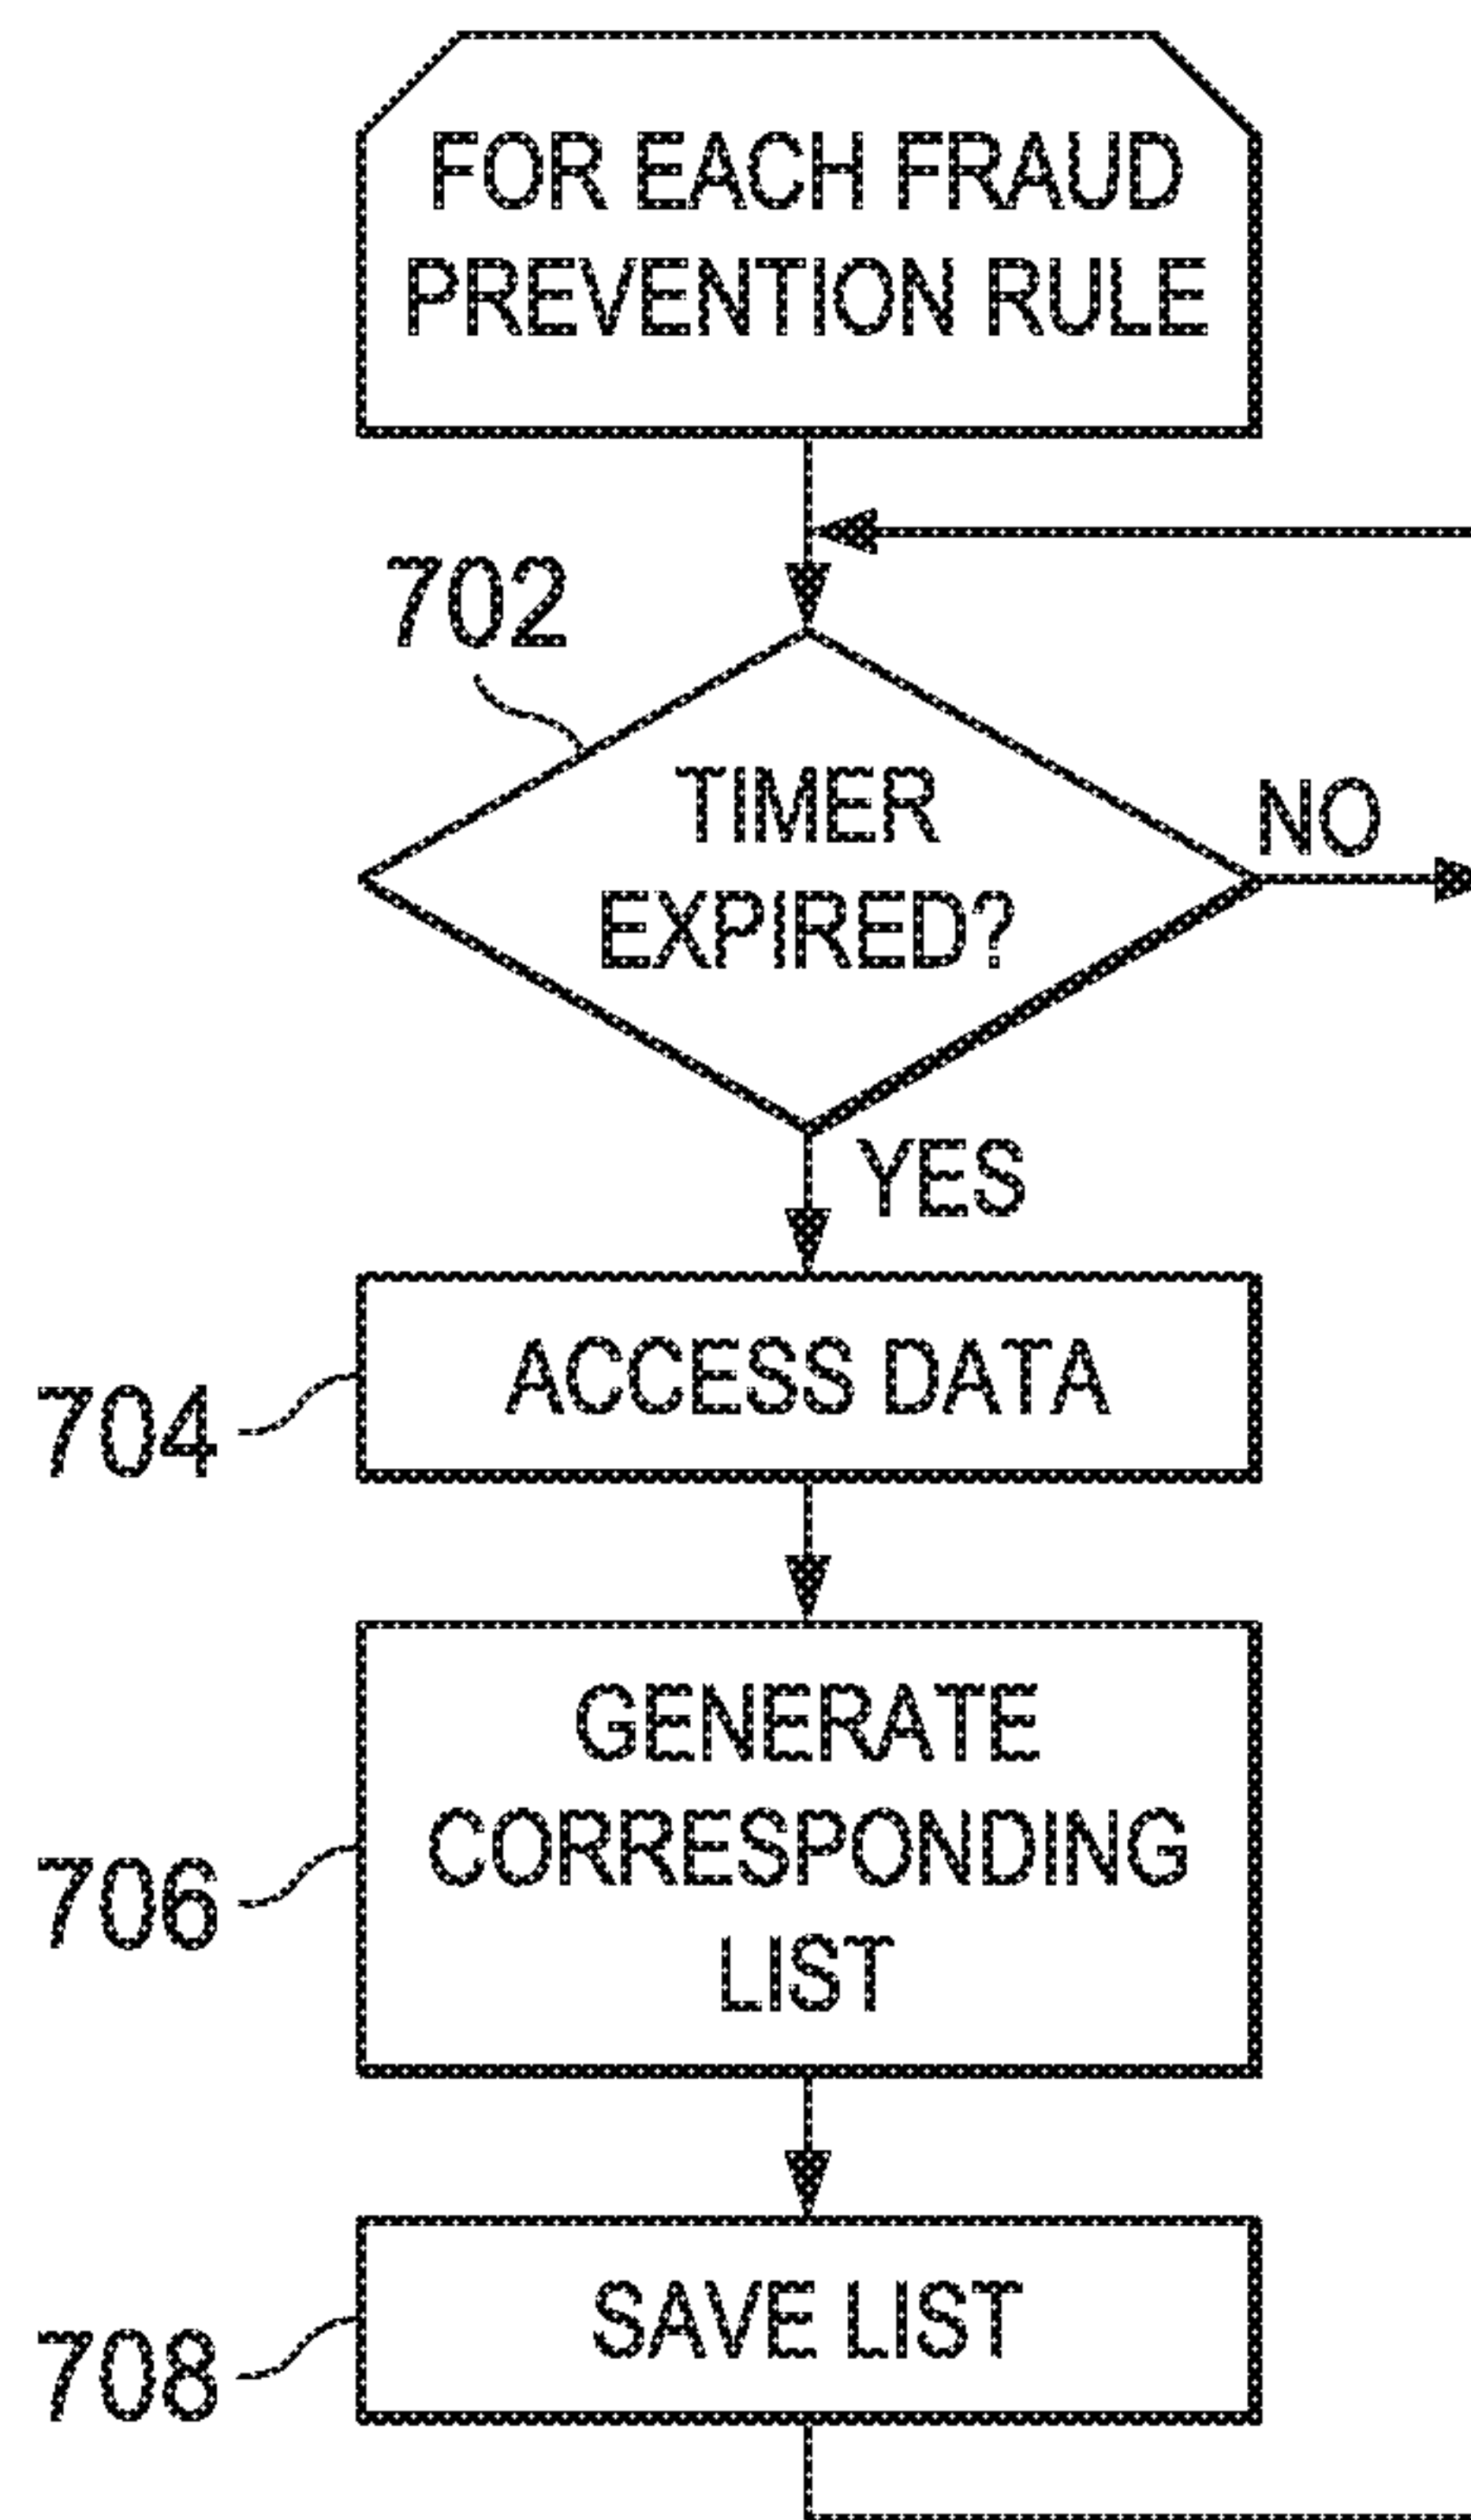 FOR EACH FRAUD
PREVENTION RULE
702
TIMER
EXPIRED?
NO
YES
704
ACCESS DATA
706
GENERATE
CORRESPONDING
LIST
708
SAVE LIST